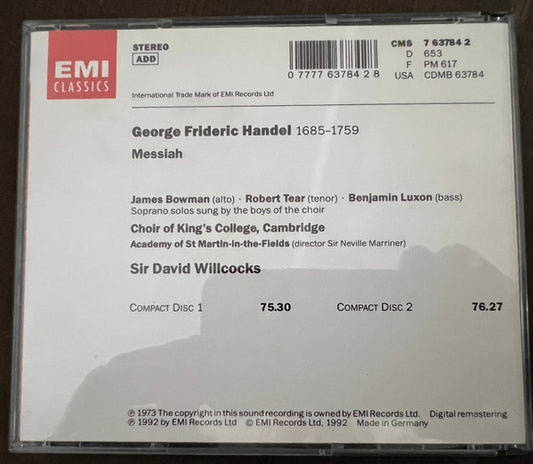 EMI
CLASSICS
STEREO
ADD
International Trade Mark of EMI Records Ltd
0 7777 63784 2 8
CMS 7 63784 2
D 653
F PM 617
USA CDMB 63784
George Frideric Handel 1685–1759
Messiah
James Bowman (alto) · Robert Tear (tenor) · Benjamin Luxon (bass)
Soprano solos sung by the boys of the choir
Choir of King's College, Cambridge
Academy of St Martin-in-the-Fields (director Sir Neville Marriner)
Sir David Willcocks
COMPACT DISC 1 75.30 COMPACT DISC 2 76.27
℗ 1973 The copyright in this sound recording is owned by EMI Records Ltd. Digital remastering
℗ 1992 by EMI Records Ltd © EMI Records Ltd, 1992 Made in Germany